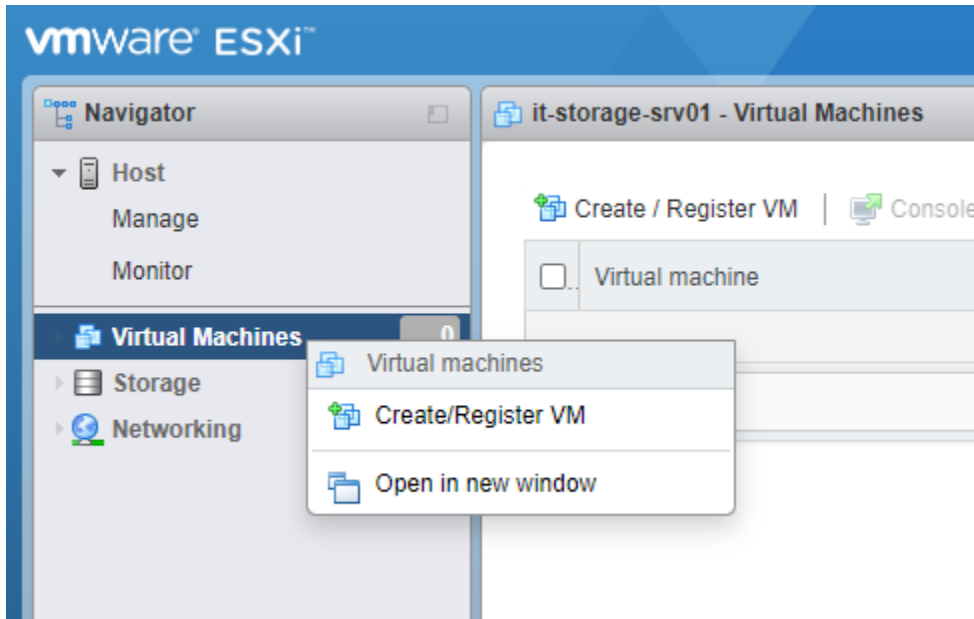 vmware® ESXi™
Navigator
Host
Manage
Monitor
Virtual Machines 0
Storage
Networking
it-storage-srv01 - Virtual Machines
Create / Register VM | Console
Virtual machine
Virtual machines
Create/Register VM
Open in new window